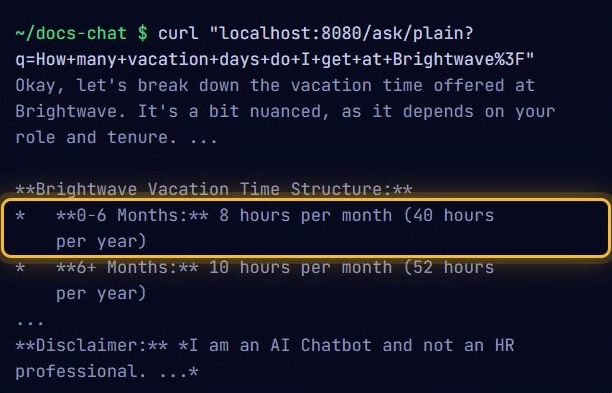 ~/docs-chat $ curl "localhost:8080/ask/plain?
q=How+many+vacation+days+do+I+get+at+Brightwave%3F"
Okay, let's break down the vacation time offered at
Brightwave. It's a bit nuanced, as it depends on your
role and tenure. ...
**Brightwave Vacation Time Structure:**
*   **0-6 Months:** 8 hours per month (40 hours
per year)
*   **6+ Months:** 10 hours per month (52 hours
per year)
...
**Disclaimer:** *I am an AI Chatbot and not an HR
professional. ...*